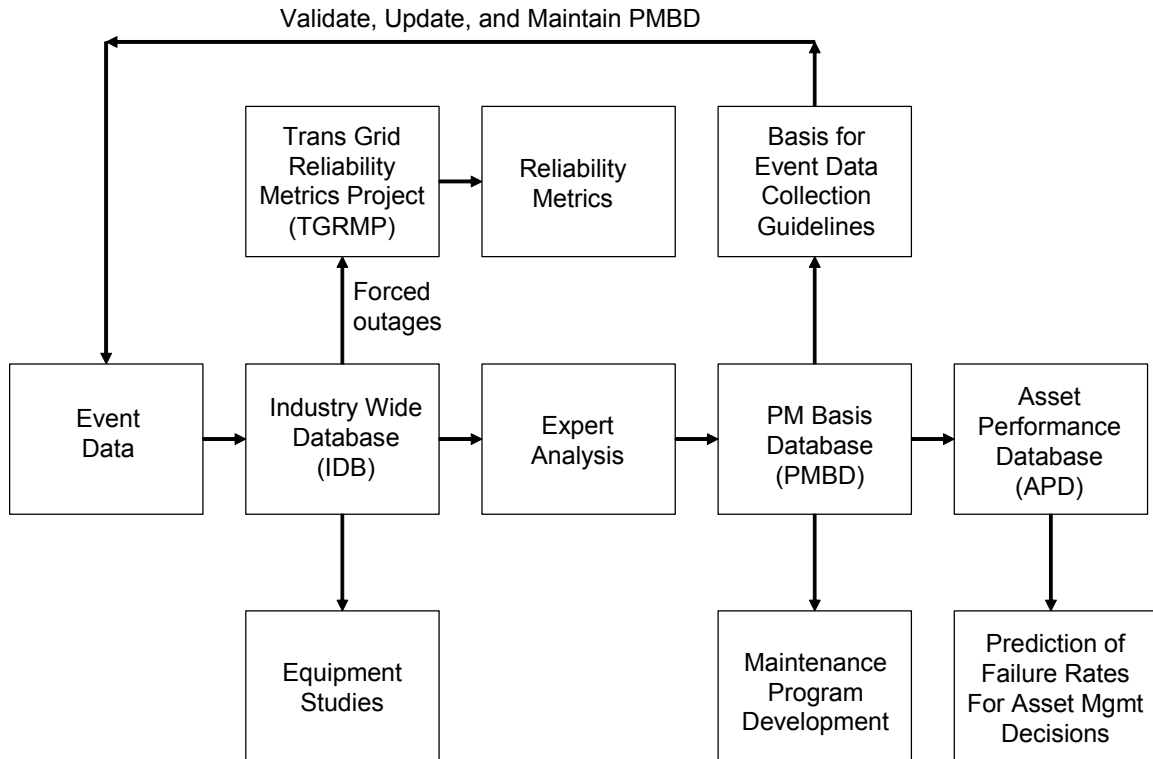 Validate, Update, and Maintain PMBD
Trans Grid
Reliability
Metrics Project
(TGRMP)
Reliability
Metrics
Basis for
Event Data
Collection
Guidelines
Forced
outages
Event
Data
Industry Wide
Database
(IDB)
Expert
Analysis
PM Basis
Database
(PMBD)
Asset
Performance
Database
(APD)
Equipment
Studies
Maintenance
Program
Development
Prediction of
Failure Rates
For Asset Mgmt
Decisions